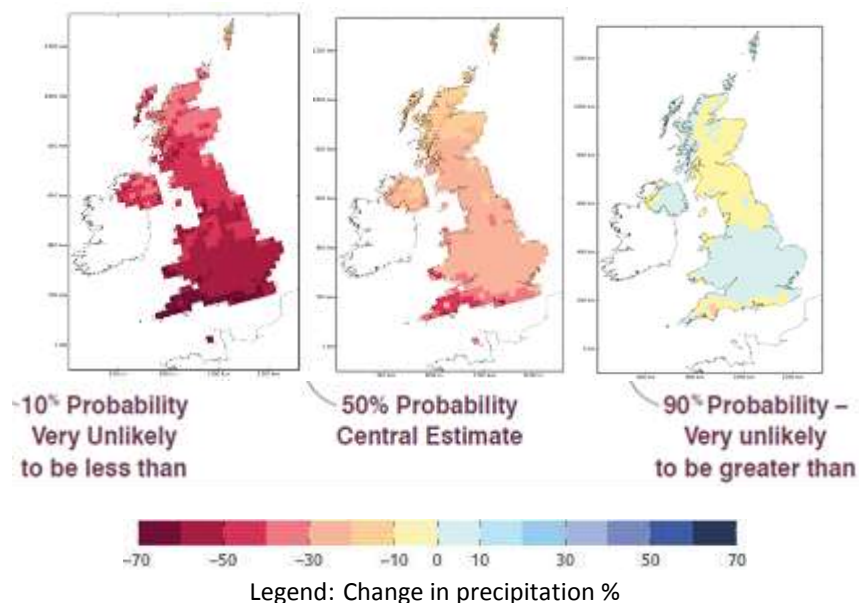 10% Probability
Very Unlikely
to be less than
50% Probability
Central Estimate
90% Probability –
Very unlikely
to be greater than
–70 –50 –30 –10 0 10 30 50 70
Legend: Change in precipitation %